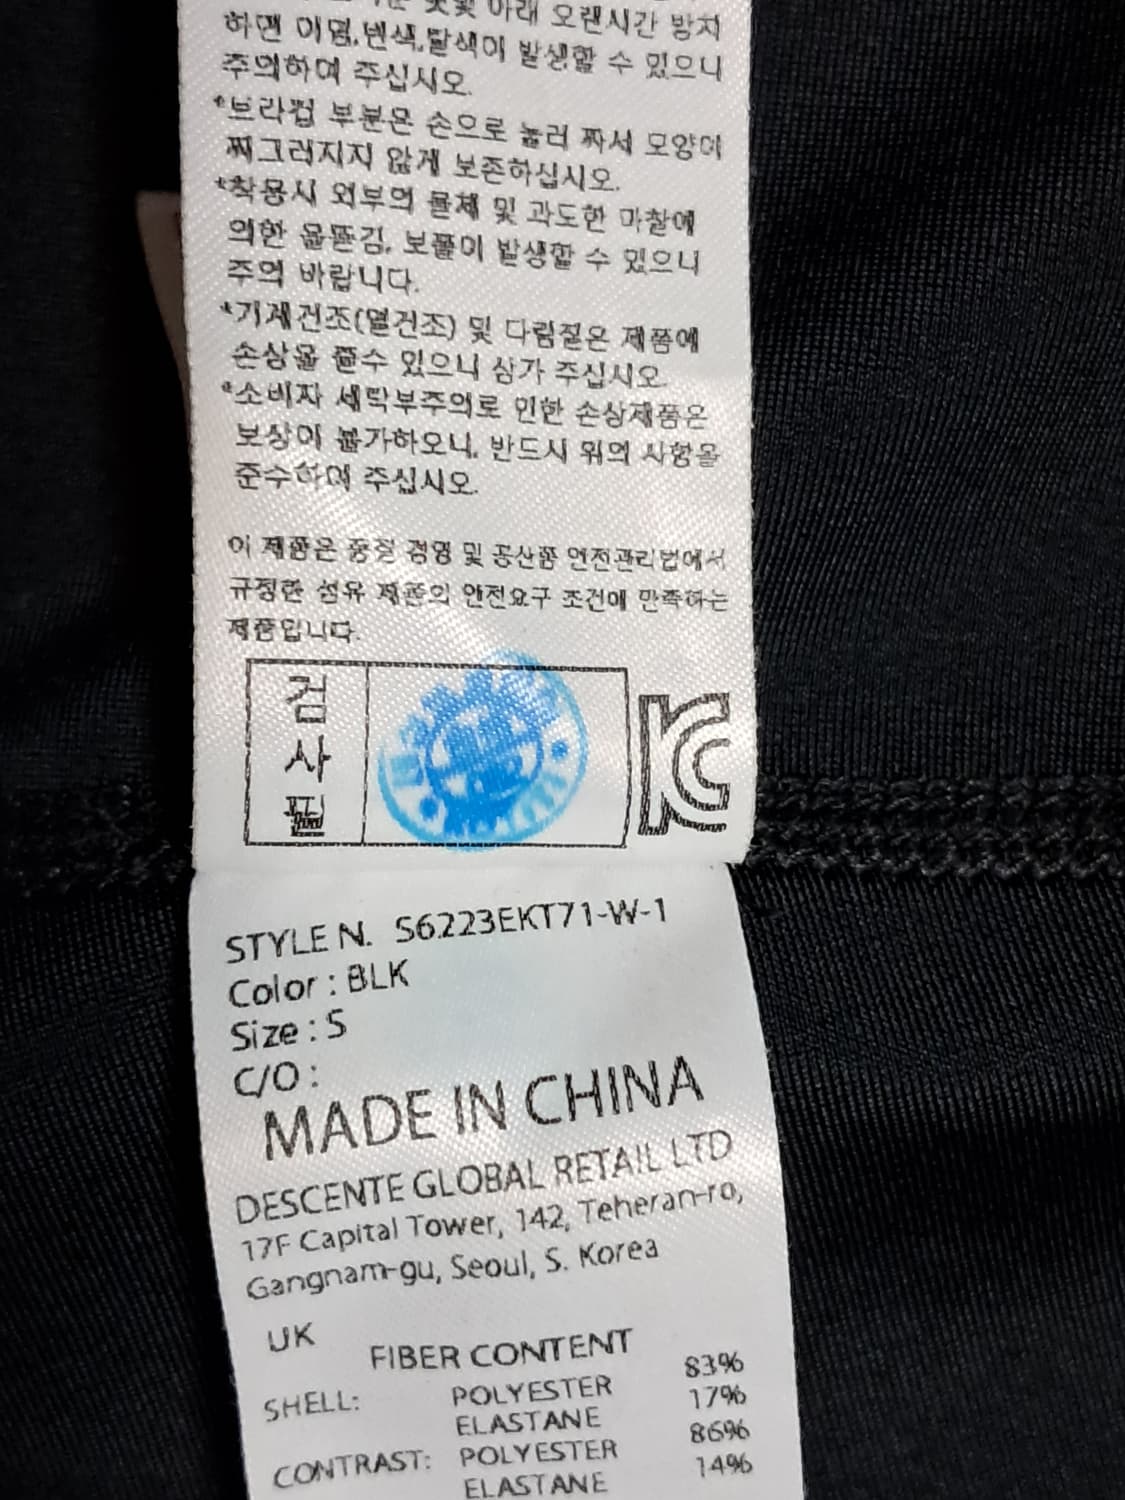 아래 오랜시간 방치
하면 이염,변색,탈색이 발생할 수 있으니
주의하여 주십시오.
*브라컵 부분은 손으로 눌러 짜서 모양이
찌그러지지 않게 보존하십시오.
*착용시 외부의 물체 및 과도한 마찰에
의한 올뜯김, 보풀이 발생할 수 있으니
주의 바랍니다.
*기계건조(열건조) 및 다림질은 제품에
손상을 줄수 있으니 삼가 주십시오.
*소비자 세탁부주의로 인한 손상제품은
보상이 불가하오니, 반드시 위의 사항을
준수하여 주십시오.
이 제품은 품질 경영 및 공산품 안전관리법에서
규정한 섬유 제품의 안전요구 조건에 만족하는
제품입니다.
검
사
필
KC
STYLE N. S6223EKT71-W-1
Color : BLK
Size : S
C/O :
MADE IN CHINA
DESCENTE GLOBAL RETAIL LTD
17F Capital Tower, 142, Teheran-ro,
Gangnam-gu, Seoul, S. Korea
UK
FIBER CONTENT
SHELL: POLYESTER 83%
ELASTANE 17%
CONTRAST: POLYESTER 86%
ELASTANE 14%